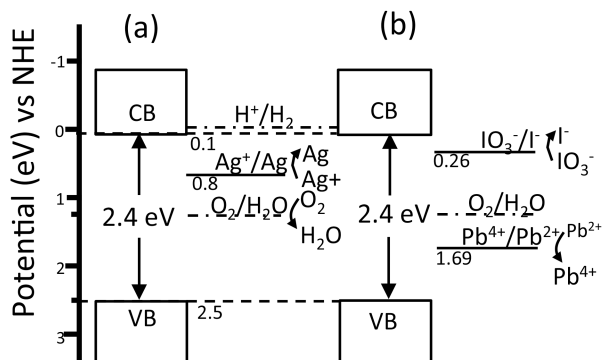 (a)
(b)
Potential (eV) vs NHE
-1
0
1
2
3
CB
H⁺/H₂
0.1
Ag⁺/Ag
Ag
0.8
Ag+
O₂/H₂O
O₂
H₂O
2.4 eV
VB
2.5
CB
IO₃⁻/I⁻
I⁻
0.26
IO₃⁻
2.4 eV
O₂/H₂O
Pb⁴⁺/Pb²⁺
Pb²⁺
1.69
Pb⁴⁺
VB